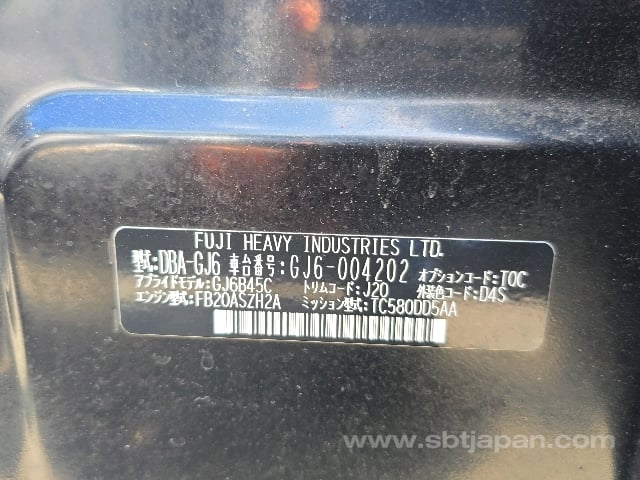 FUJI HEAVY INDUSTRIES LTD.
型式:DBA-GJ6 車台番号:GJ6-004202 オプションコード:TOC
アプライドモデル:GJ6B45C トリムコード:J20 外装色コード:D4S
エンジン型式:FB20ASZH2A ミッション型式:TC580DD5AA
www.sbtjapan.com